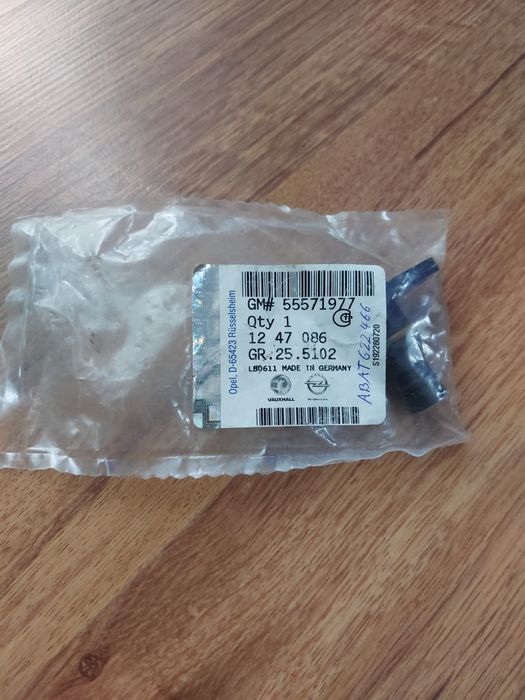 GM# 55571977
Qty 1
12 47 086
GR.25.5102
LB0611 MADE IN GERMANY
VAUXHALL
Opel, D-65423 Rüsselsheim
ABAT622466
S192280720